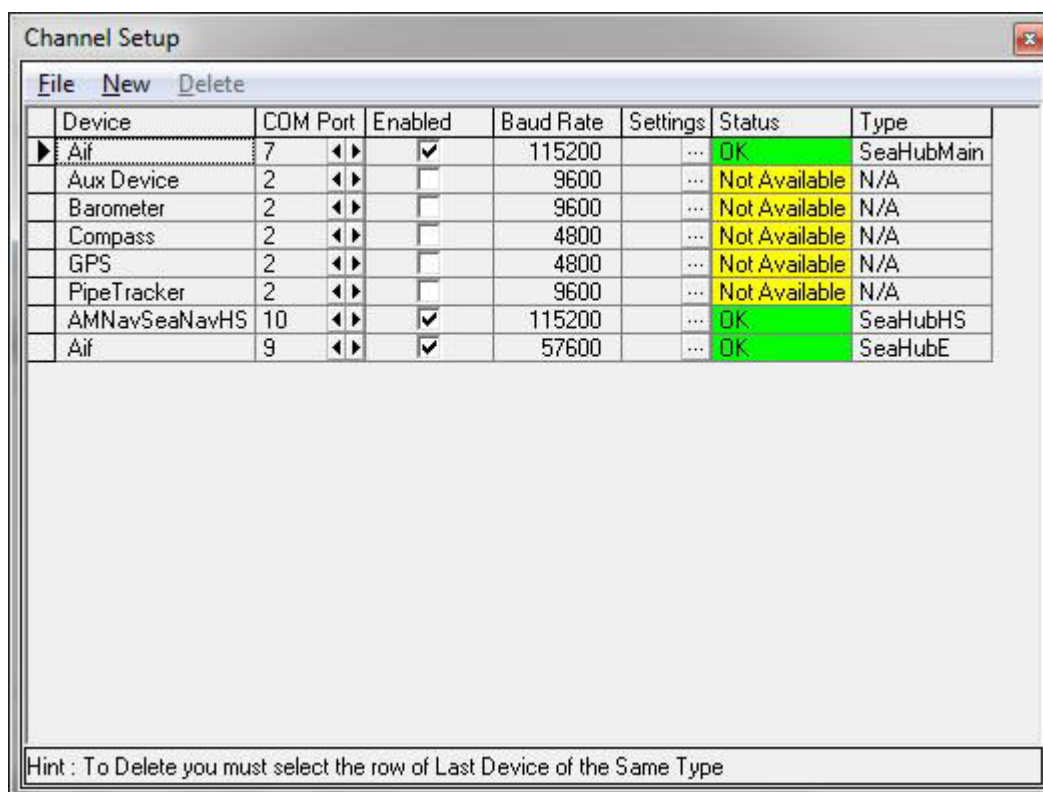 Channel Setup
File New Delete
Device COM Port Enabled Baud Rate Settings Status Type
Aif 7 115200 ... OK SeaHubMain
Aux Device 2 9600 ... Not Available N/A
Barometer 2 9600 ... Not Available N/A
Compass 2 4800 ... Not Available N/A
GPS 2 4800 ... Not Available N/A
PipeTracker 2 9600 ... Not Available N/A
AMNavSeaNavHS 10 115200 ... OK SeaHubHS
Aif 9 57600 ... OK SeaHubE
Hint : To Delete you must select the row of Last Device of the Same Type